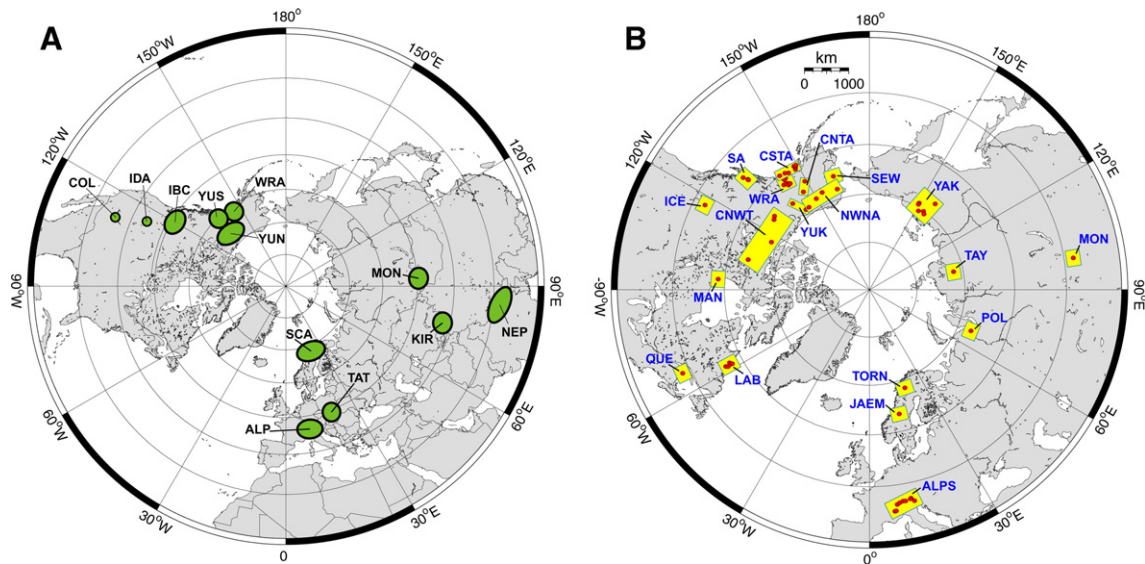 A
180°
150°W
150°E
120°W
120°E
COL
IDA
IBC
YUS
WRA
YUN
MON
90°W
90°E
NEP
SCA
KIR
TAT
ALP
60°W
60°E
30°W
30°E
0
B
180°
150°W
150°E
km
0 1000
120°W
120°E
CNTA
CSTA
SA
SEW
YAK
ICE
WRA
CNWT
NWNA
YUK
MON
TAY
MAN
90°W
90°E
POL
QUE
LAB
TORN
JAEM
ALPS
60°W
60°E
30°W
30°E
0°